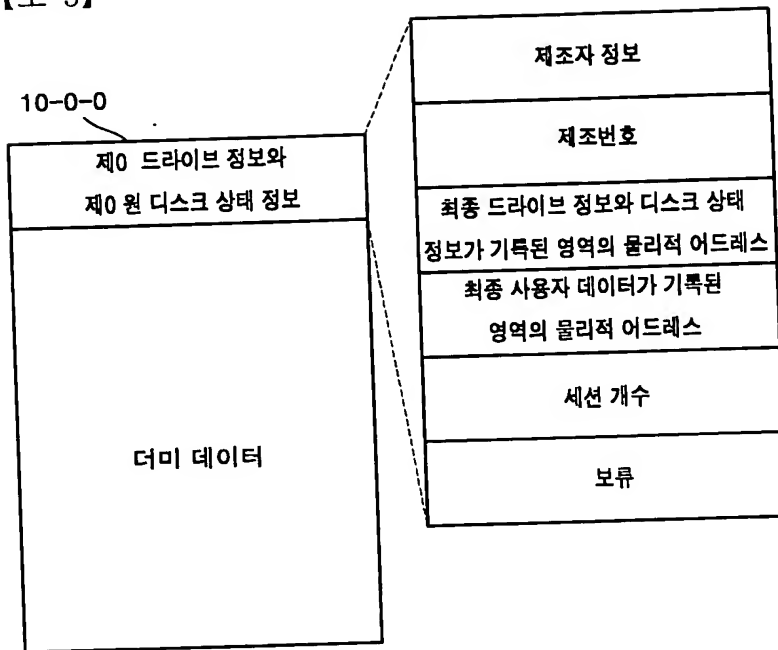 10-0-0
제0 드라이브 정보와
제0 원 디스크 상태 정보
더미 데이터
제조자 정보
제조번호
최종 드라이브 정보와 디스크 상태
정보가 기록된 영역의 물리적 어드레스
최종 사용자 데이터가 기록된
영역의 물리적 어드레스
세션 개수
보류